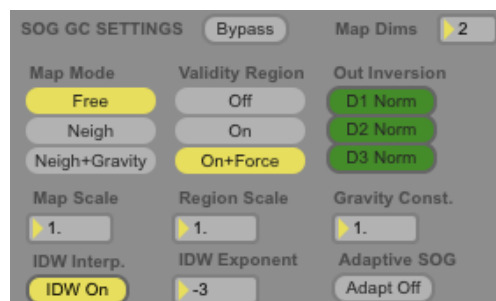 SOG GC SETTINGS Bypass Map Dims 2
Map Mode Validity Region Out Inversion
Free Off D1 Norm
Neigh On D2 Norm
Neigh+Gravity On+Force D3 Norm
Map Scale Region Scale Gravity Const.
1. 1. 1.
IDW Interp. IDW Exponent Adaptive SOG
IDW On -3 Adapt Off